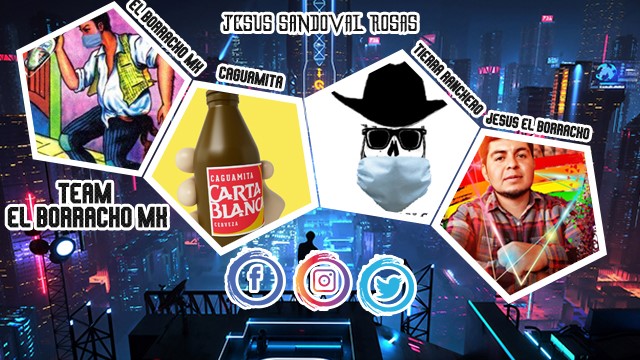 JESUS SANDOVAL ROSAS
EL BORRACHO MX
CAGUAMITA
TIERRA RANCHERO
JESUS EL BORRACHO
CAGUAMITA
CARTA
BLANC
CERVEZA
TEAM
EL BORRACHO MX